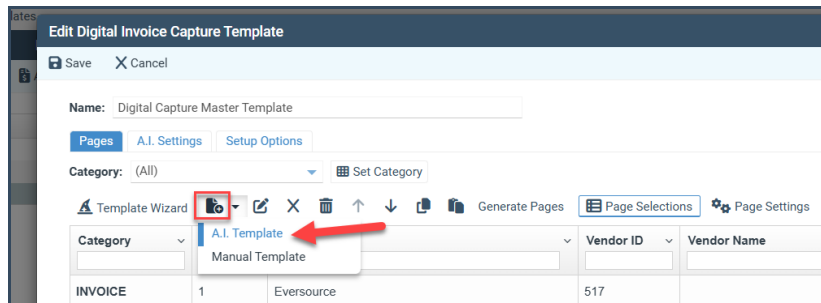 lates
Edit Digital Invoice Capture Template
Save Cancel
Name: Digital Capture Master Template
Pages A.I. Settings Setup Options
Category: (All) Set Category
Template Wizard Generate Pages Page Selections Page Settings
A.I. Template
Manual Template
Category Vendor ID Vendor Name
INVOICE 1 Eversource 517